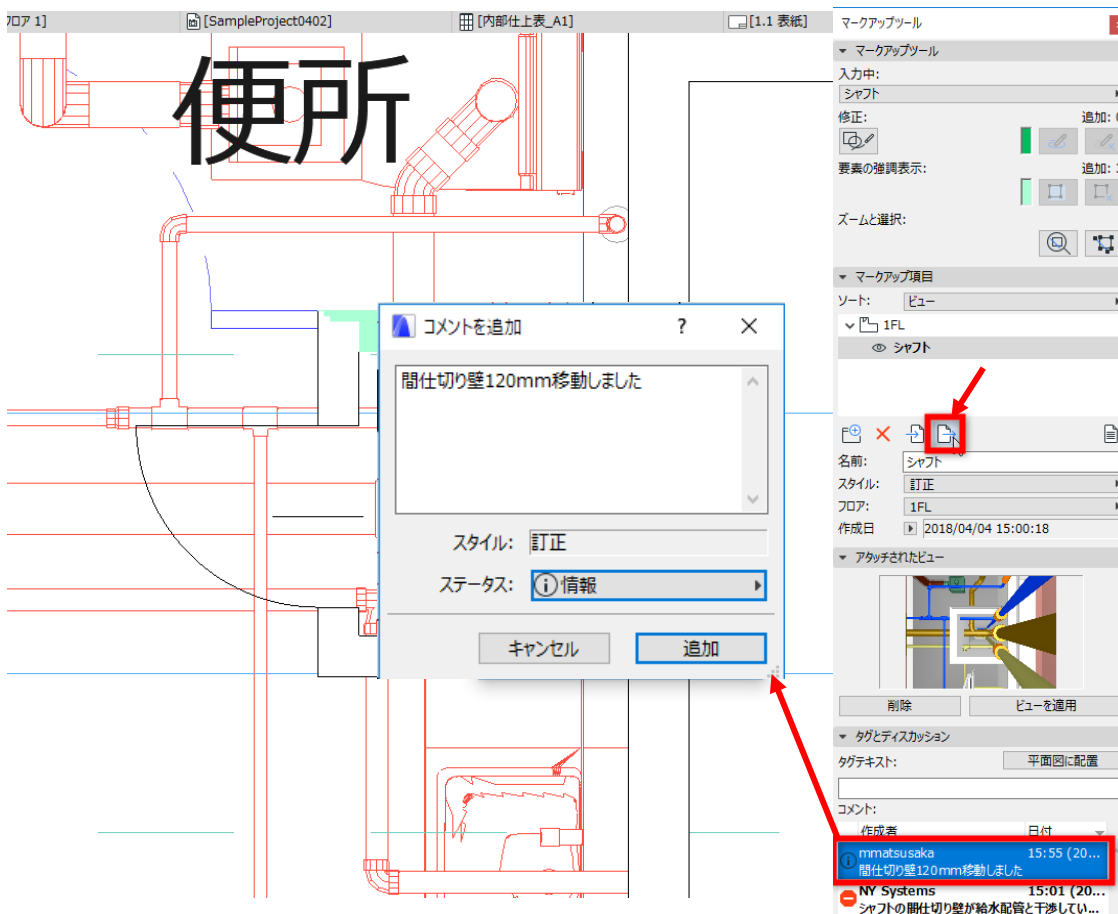 フロア 1]
[SampleProject0402]
[内部仕上表_A1]
[1.1 表紙]
便所
コメントを追加
?
間仕切り壁120mm移動しました
スタイル:
訂正
ステータス:
情報
キャンセル
追加
マークアップツール
マークアップツール
入力中:
シャフト
修正:
追加:
要素の強調表示:
追加:
ズームと選択:
マークアップ項目
ソート:
ビュー
1FL
シャフト
名前:
シャフト
スタイル:
訂正
フロア:
1FL
作成日
2018/04/04 15:00:18
アタッチされたビュー
削除
ビューを適用
タグとディスカッション
タグテキスト:
平面図に配置
コメント:
作成者
日付
mmatsusaka
15:55 (20...
間仕切り壁120mm移動しました
NY Systems
15:01 (20...
シャフトの間仕切り壁が給水配管と干渉してい...